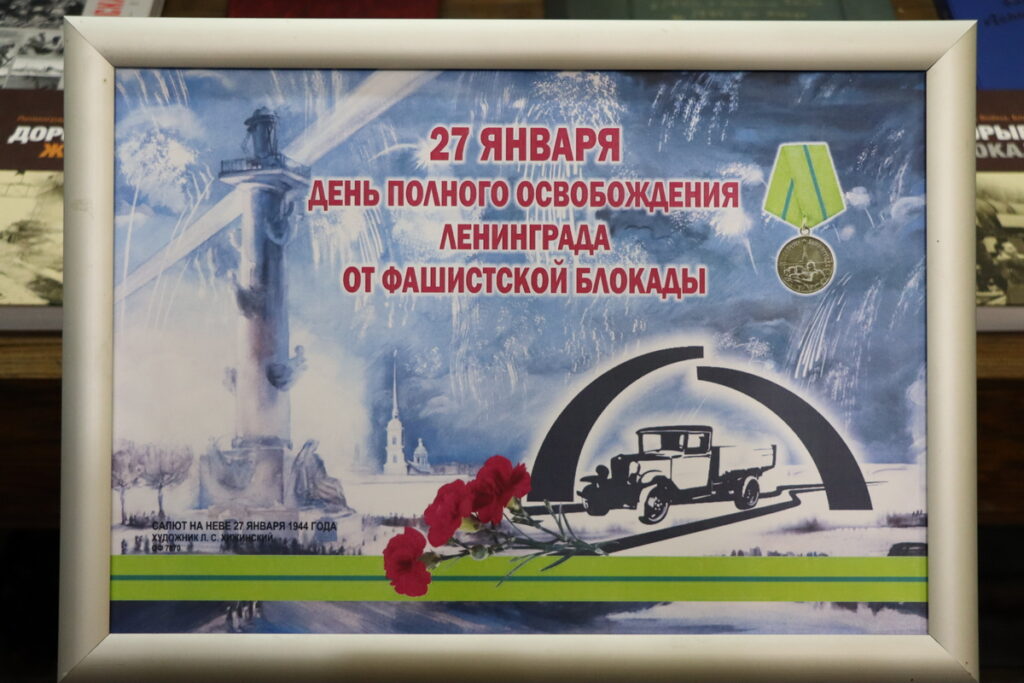 27 ЯНВАРЯ
ДЕНЬ ПОЛНОГО ОСВОБОЖДЕНИЯ
ЛЕНИНГРАДА
ОТ ФАШИСТСКОЙ БЛОКАДЫ
САЛЮТ НА НЕВЕ 27 ЯНВАРЯ 1944 ГОДА
ХУДОЖНИК Л. С. ХИЖИНСКИЙ